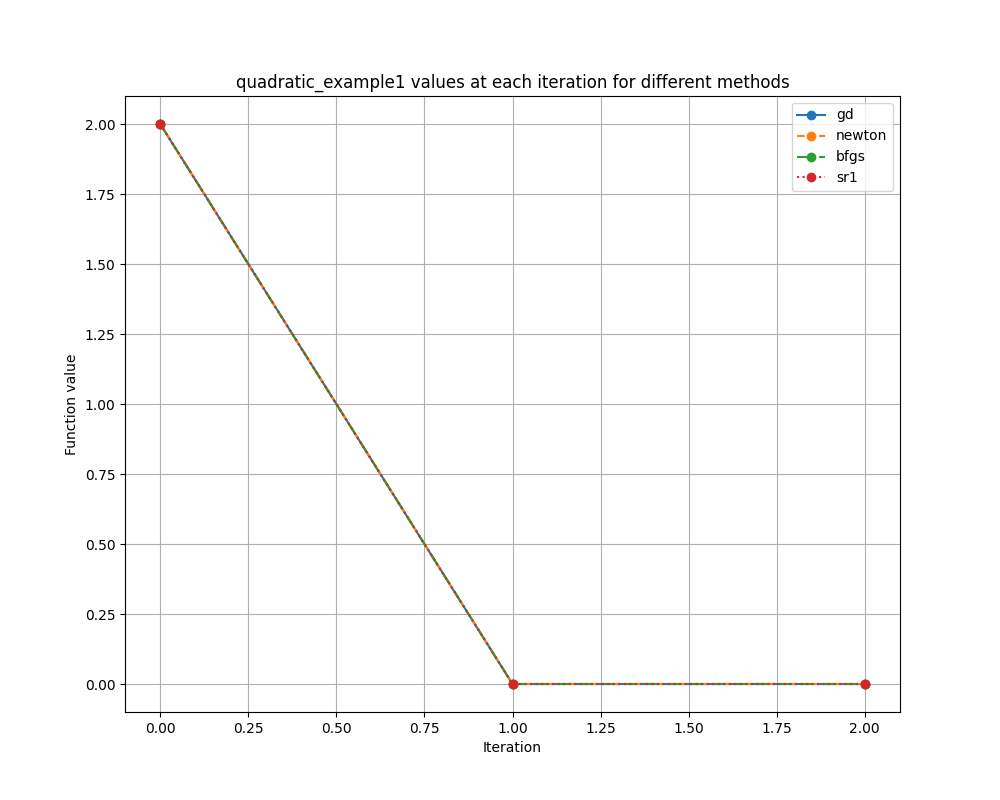 quadratic_example1 values at each iteration for different methods
gd
newton
bfgs
sr1
2.00
1.75
1.50
1.25
1.00
0.75
0.50
0.25
0.00
Function value
0.00 0.25 0.50 0.75 1.00 1.25 1.50 1.75 2.00
Iteration